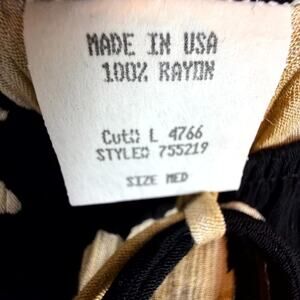 MADE IN USA
100% RAYON
Cut# L 4766
STYLE# 755219
SIZE MED